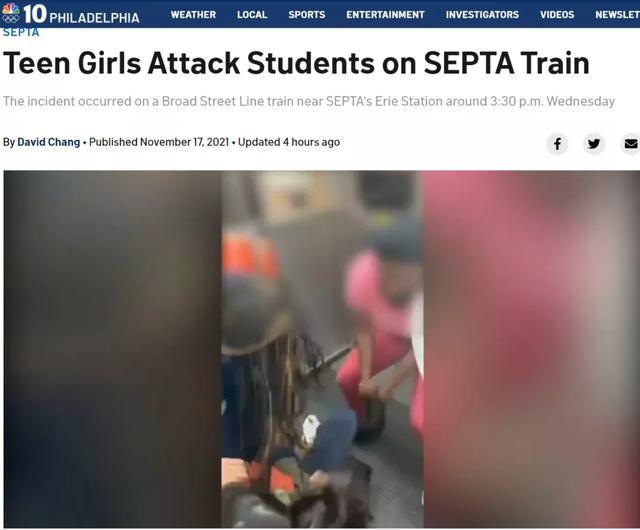 10 PHILADELPHIA WEATHER LOCAL SPORTS ENTERTAINMENT INVESTIGATORS VIDEOS NEWSLET
SEPTA
Teen Girls Attack Students on SEPTA Train
The incident occurred on a Broad Street Line train near SEPTA's Erie Station around 3:30 p.m. Wednesday
By David Chang • Published November 17, 2021 • Updated 4 hours ago